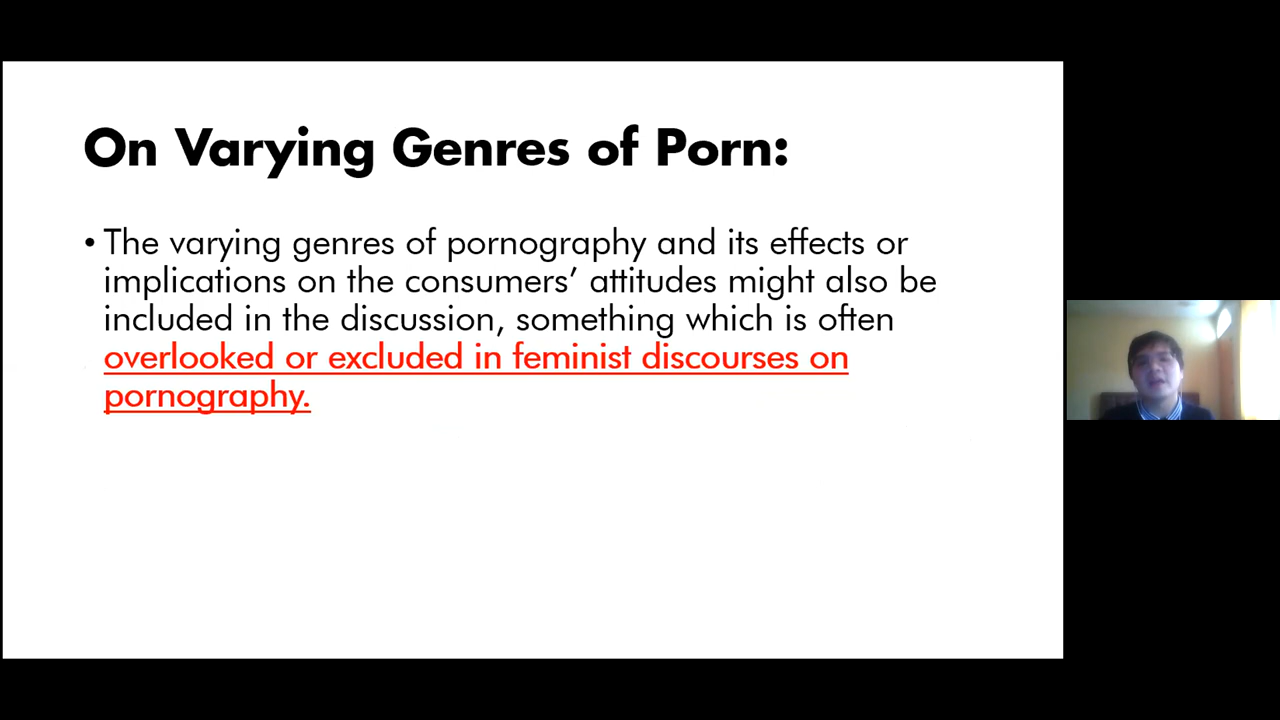 On Varying Genres of Porn:
• The varying genres of pornography and its effects or
implications on the consumers’ attitudes might also be
included in the discussion, something which is often
overlooked or excluded in feminist discourses on
pornography.